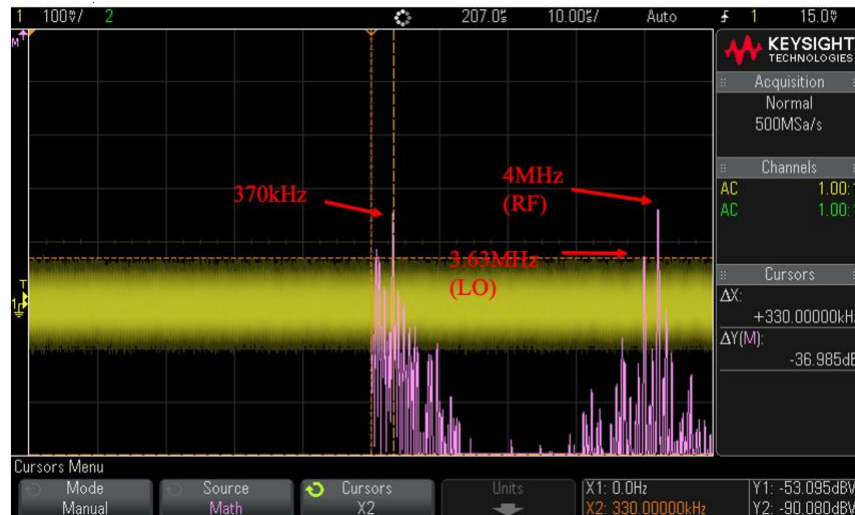 1 100♉/ 2 207.0s 10.00s/ Auto 1 15.0♉
M
KEYSIGHT
TECHNOLOGIES
Acquisition
Normal
500MSa/s
Channels
AC 1.00:1
AC 1.00:1
Cursors
ΔX:
+330.00000kHz
ΔY(M):
-36.985dB
370kHz
4MHz
(RF)
3.63MHz
(LO)
T
1
Cursors Menu
Mode
Manual
Source
Math
Cursors
X2
Units
X1: 0.0Hz
X2: 330.00000kHz
Y1: -53.095dBV
Y2: -90.080dBV